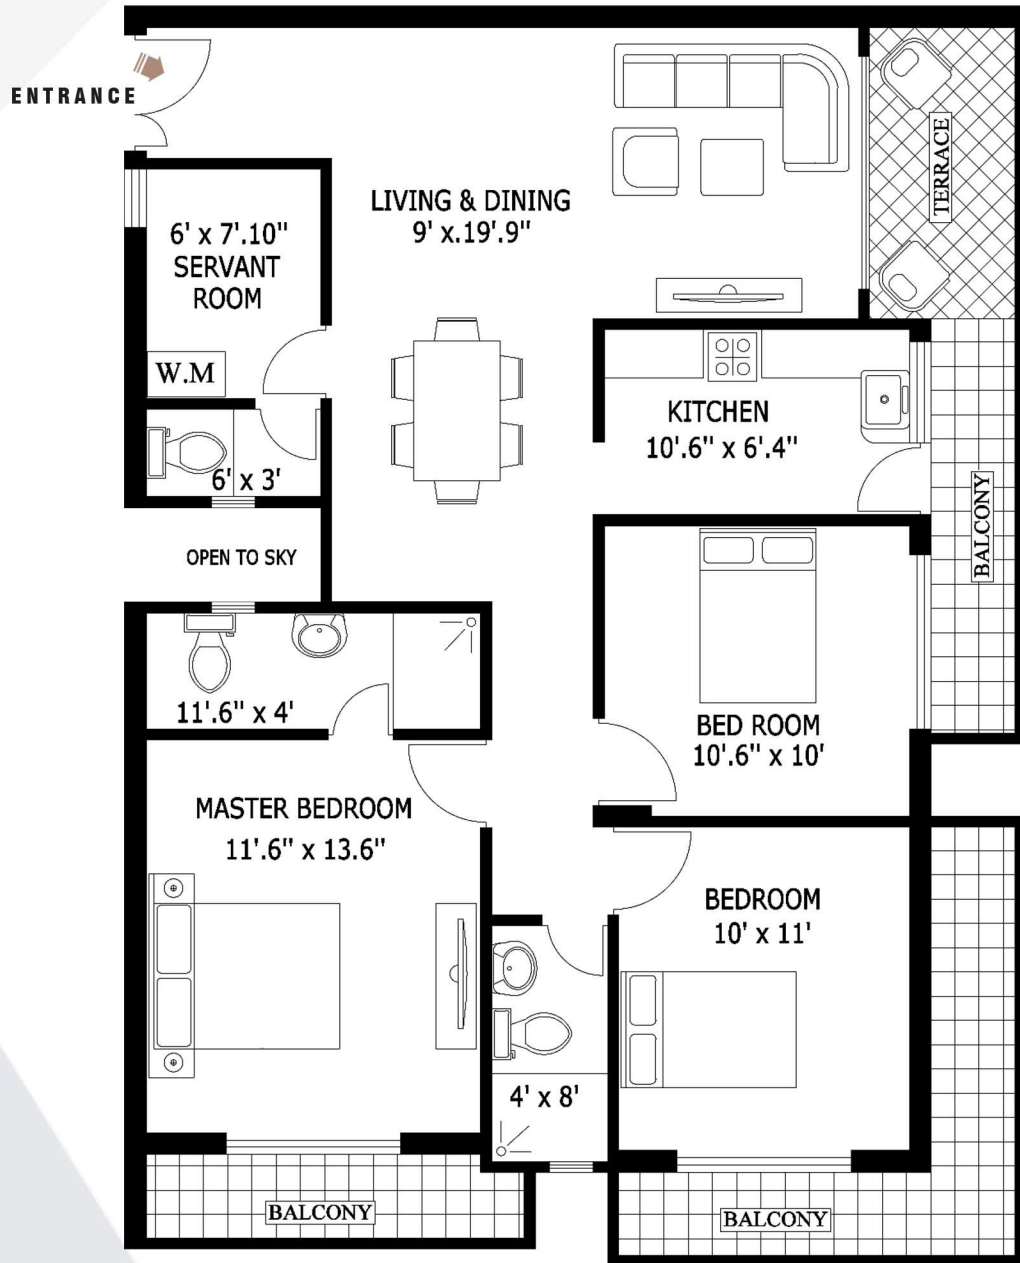 ENTRANCE
LIVING & DINING
9' x.19'.9"
TERRACE
6' x 7'.10"
SERVANT
ROOM
W.M
KITCHEN
10'.6" x 6'.4"
6' x 3'
BALCONY
OPEN TO SKY
11'.6" x 4'
BED ROOM
10'.6" x 10'
MASTER BEDROOM
11'.6" x 13.6"
BEDROOM
10' x 11'
4' x 8'
BALCONY
BALCONY